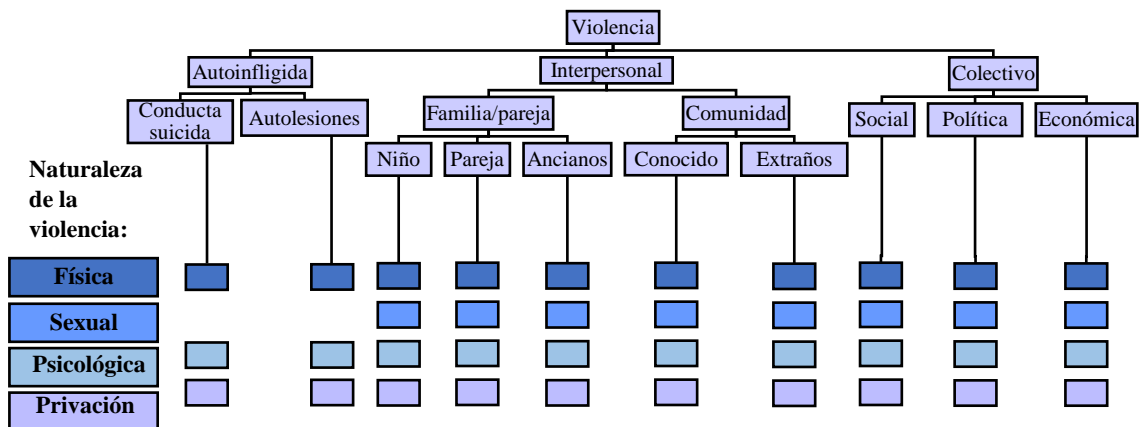 Violencia
Autoinfligida
Interpersonal
Colectivo
Conducta
suicida
Autolesiones
Familia/pareja
Comunidad
Social
Política
Económica
Niño
Pareja
Ancianos
Conocido
Extraños
Naturaleza
de la
violencia:
Física
Sexual
Psicológica
Privación